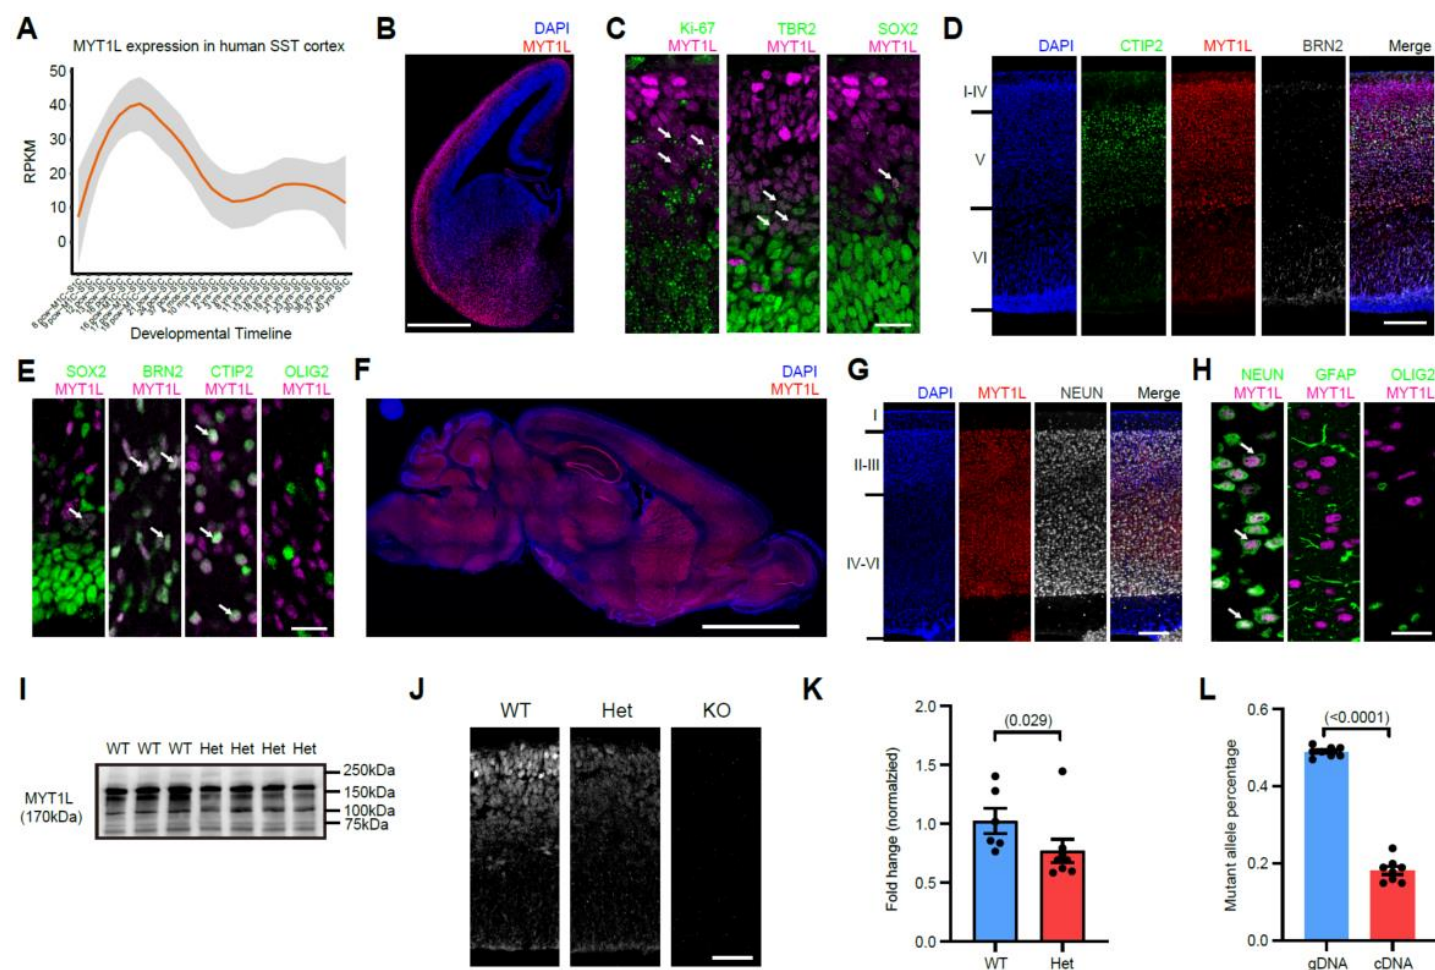 A
MYT1L expression in human SST cortex
RPKM
50
40
30
20
10
0
Developmental Timeline
B
DAPI
MYT1L
C
Ki-67
MYT1L
TBR2
MYT1L
SOX2
MYT1L
D
DAPI
CTIP2
MYT1L
BRN2
Merge
I-IV
V
VI
E
SOX2
MYT1L
BRN2
MYT1L
CTIP2
MYT1L
OLIG2
MYT1L
F
DAPI
MYT1L
G
DAPI
MYT1L
NEUN
Merge
I
II-III
IV-VI
H
NEUN
MYT1L
GFAP
MYT1L
OLIG2
MYT1L
I
WT WT WT Het Het Het Het
MYT1L
(170kDa)
250kDa
150kDa
100kDa
75kDa
J
WT
Het
KO
K
Fold hange (normalzied)
2.0
1.5
1.0
0.5
0.0
(0.029)
WT
Het
L
Mutant allele percentage
0.6
0.4
0.2
0.0
(<0.0001)
gDNA
cDNA